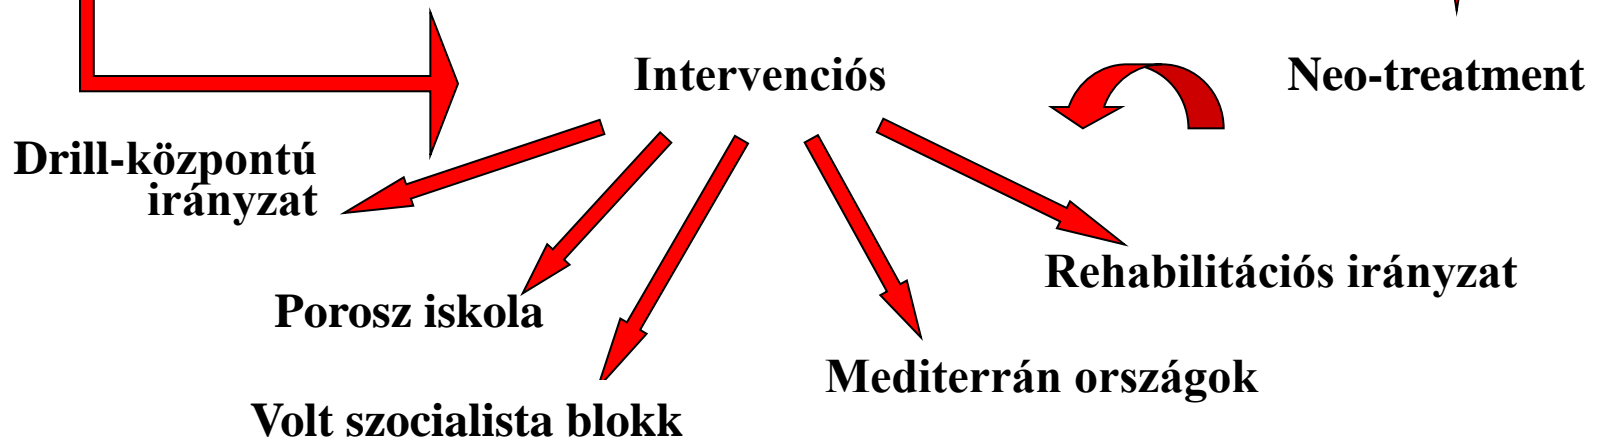 Intervenciós
Neo-treatment
Drill-központú
irányzat
Rehabilitációs irányzat
Porosz iskola
Mediterrán országok
Volt szocialista blokk